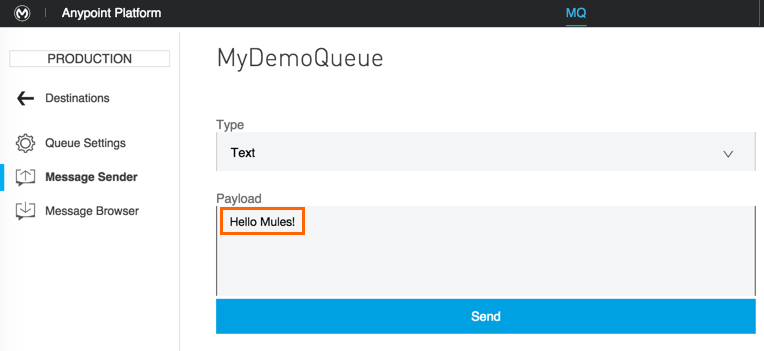 Anypoint Platform
MQ
PRODUCTION
Destinations
Queue Settings
Message Sender
Message Browser
MyDemoQueue
Type
Text
Payload
Hello Mules!
Send